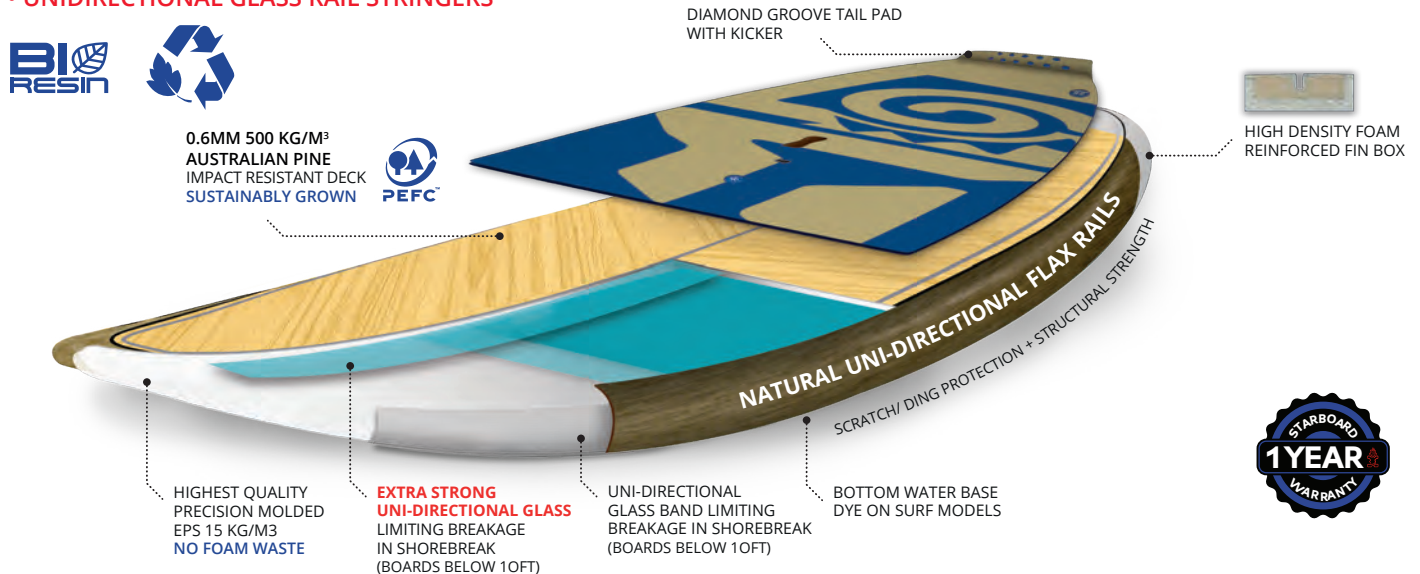 • UNIDIRECTIONAL GLASS RAIL STRINGERS
BIO
RESIN
DIAMOND GROOVE TAIL PAD
WITH KICKER
0.6MM 500 KG/M³
AUSTRALIAN PINE
IMPACT RESISTANT DECK
SUSTAINABLY GROWN
PEFC™
HIGH DENSITY FOAM
REINFORCED FIN BOX
NATURAL UNI-DIRECTIONAL FLAX RAILS
SCRATCH/ DING PROTECTION + STRUCTURAL STRENGTH
HIGHEST QUALITY
PRECISION MOLDED
EPS 15 KG/M3
NO FOAM WASTE
EXTRA STRONG
UNI-DIRECTIONAL GLASS
LIMITING BREAKAGE
IN SHOREBREAK
(BOARDS BELOW 1OFT)
UNI-DIRECTIONAL
GLASS BAND LIMITING
BREAKAGE IN SHOREBREAK
(BOARDS BELOW 1OFT)
BOTTOM WATER BASE
DYE ON SURF MODELS
STARBOARD
1 YEAR
WARRANTY